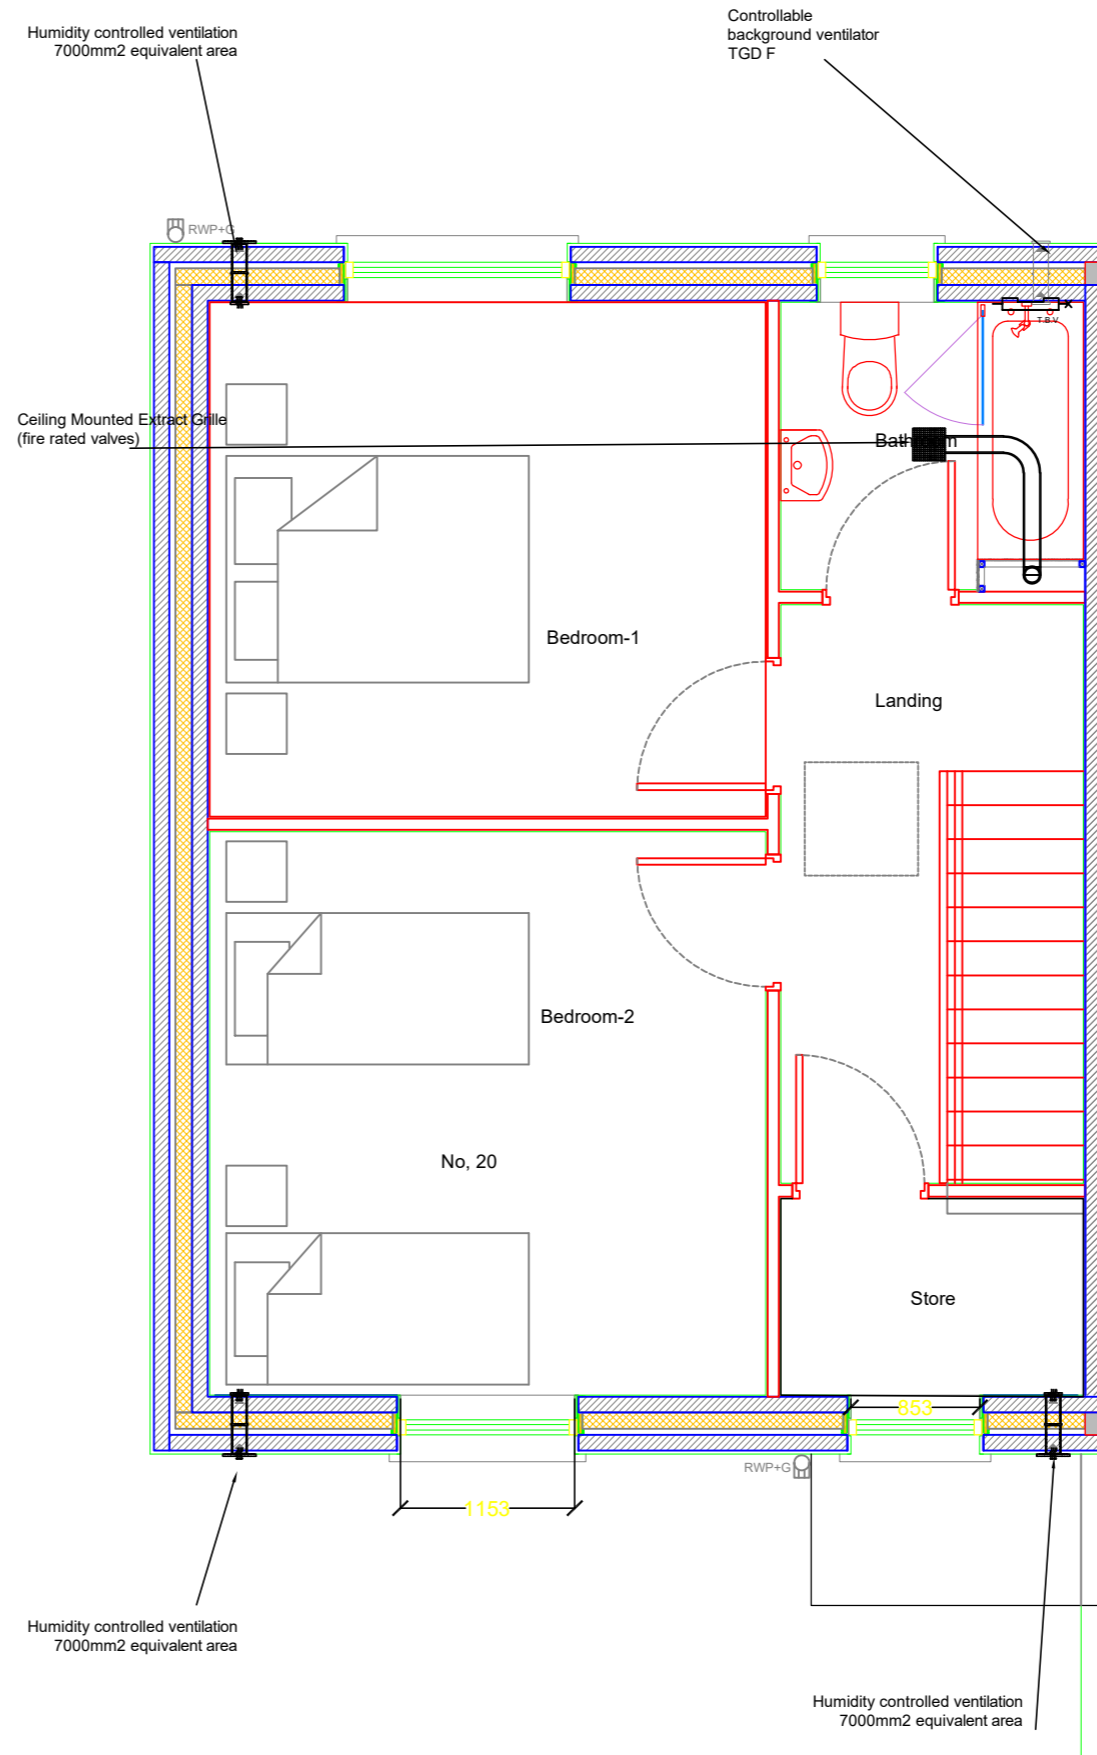 Humidity controlled ventilation
7000mm2 equivalent area
Controllable
background ventilator
TGD F
RWP+G
T.B.V
Ceiling Mounted Extract Grille
(fire rated valves)
Bathroom
Bedroom-1
Landing
Bedroom-2
No, 20
Store
853
RWP+G
1153
Humidity controlled ventilation
7000mm2 equivalent area
Humidity controlled ventilation
7000mm2 equivalent area